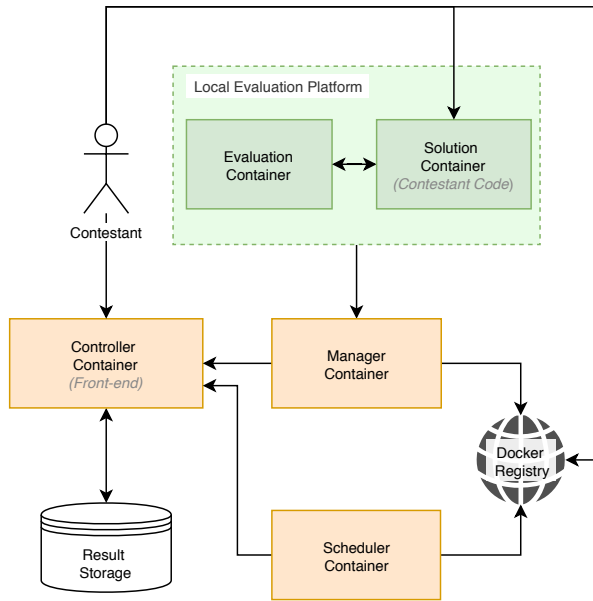 Local Evaluation Platform
Evaluation
Container
Solution
Container
(Contestant Code)
Contestant
Controller
Container
(Front-end)
Manager
Container
Docker
Registry
Result
Storage
Scheduler
Container